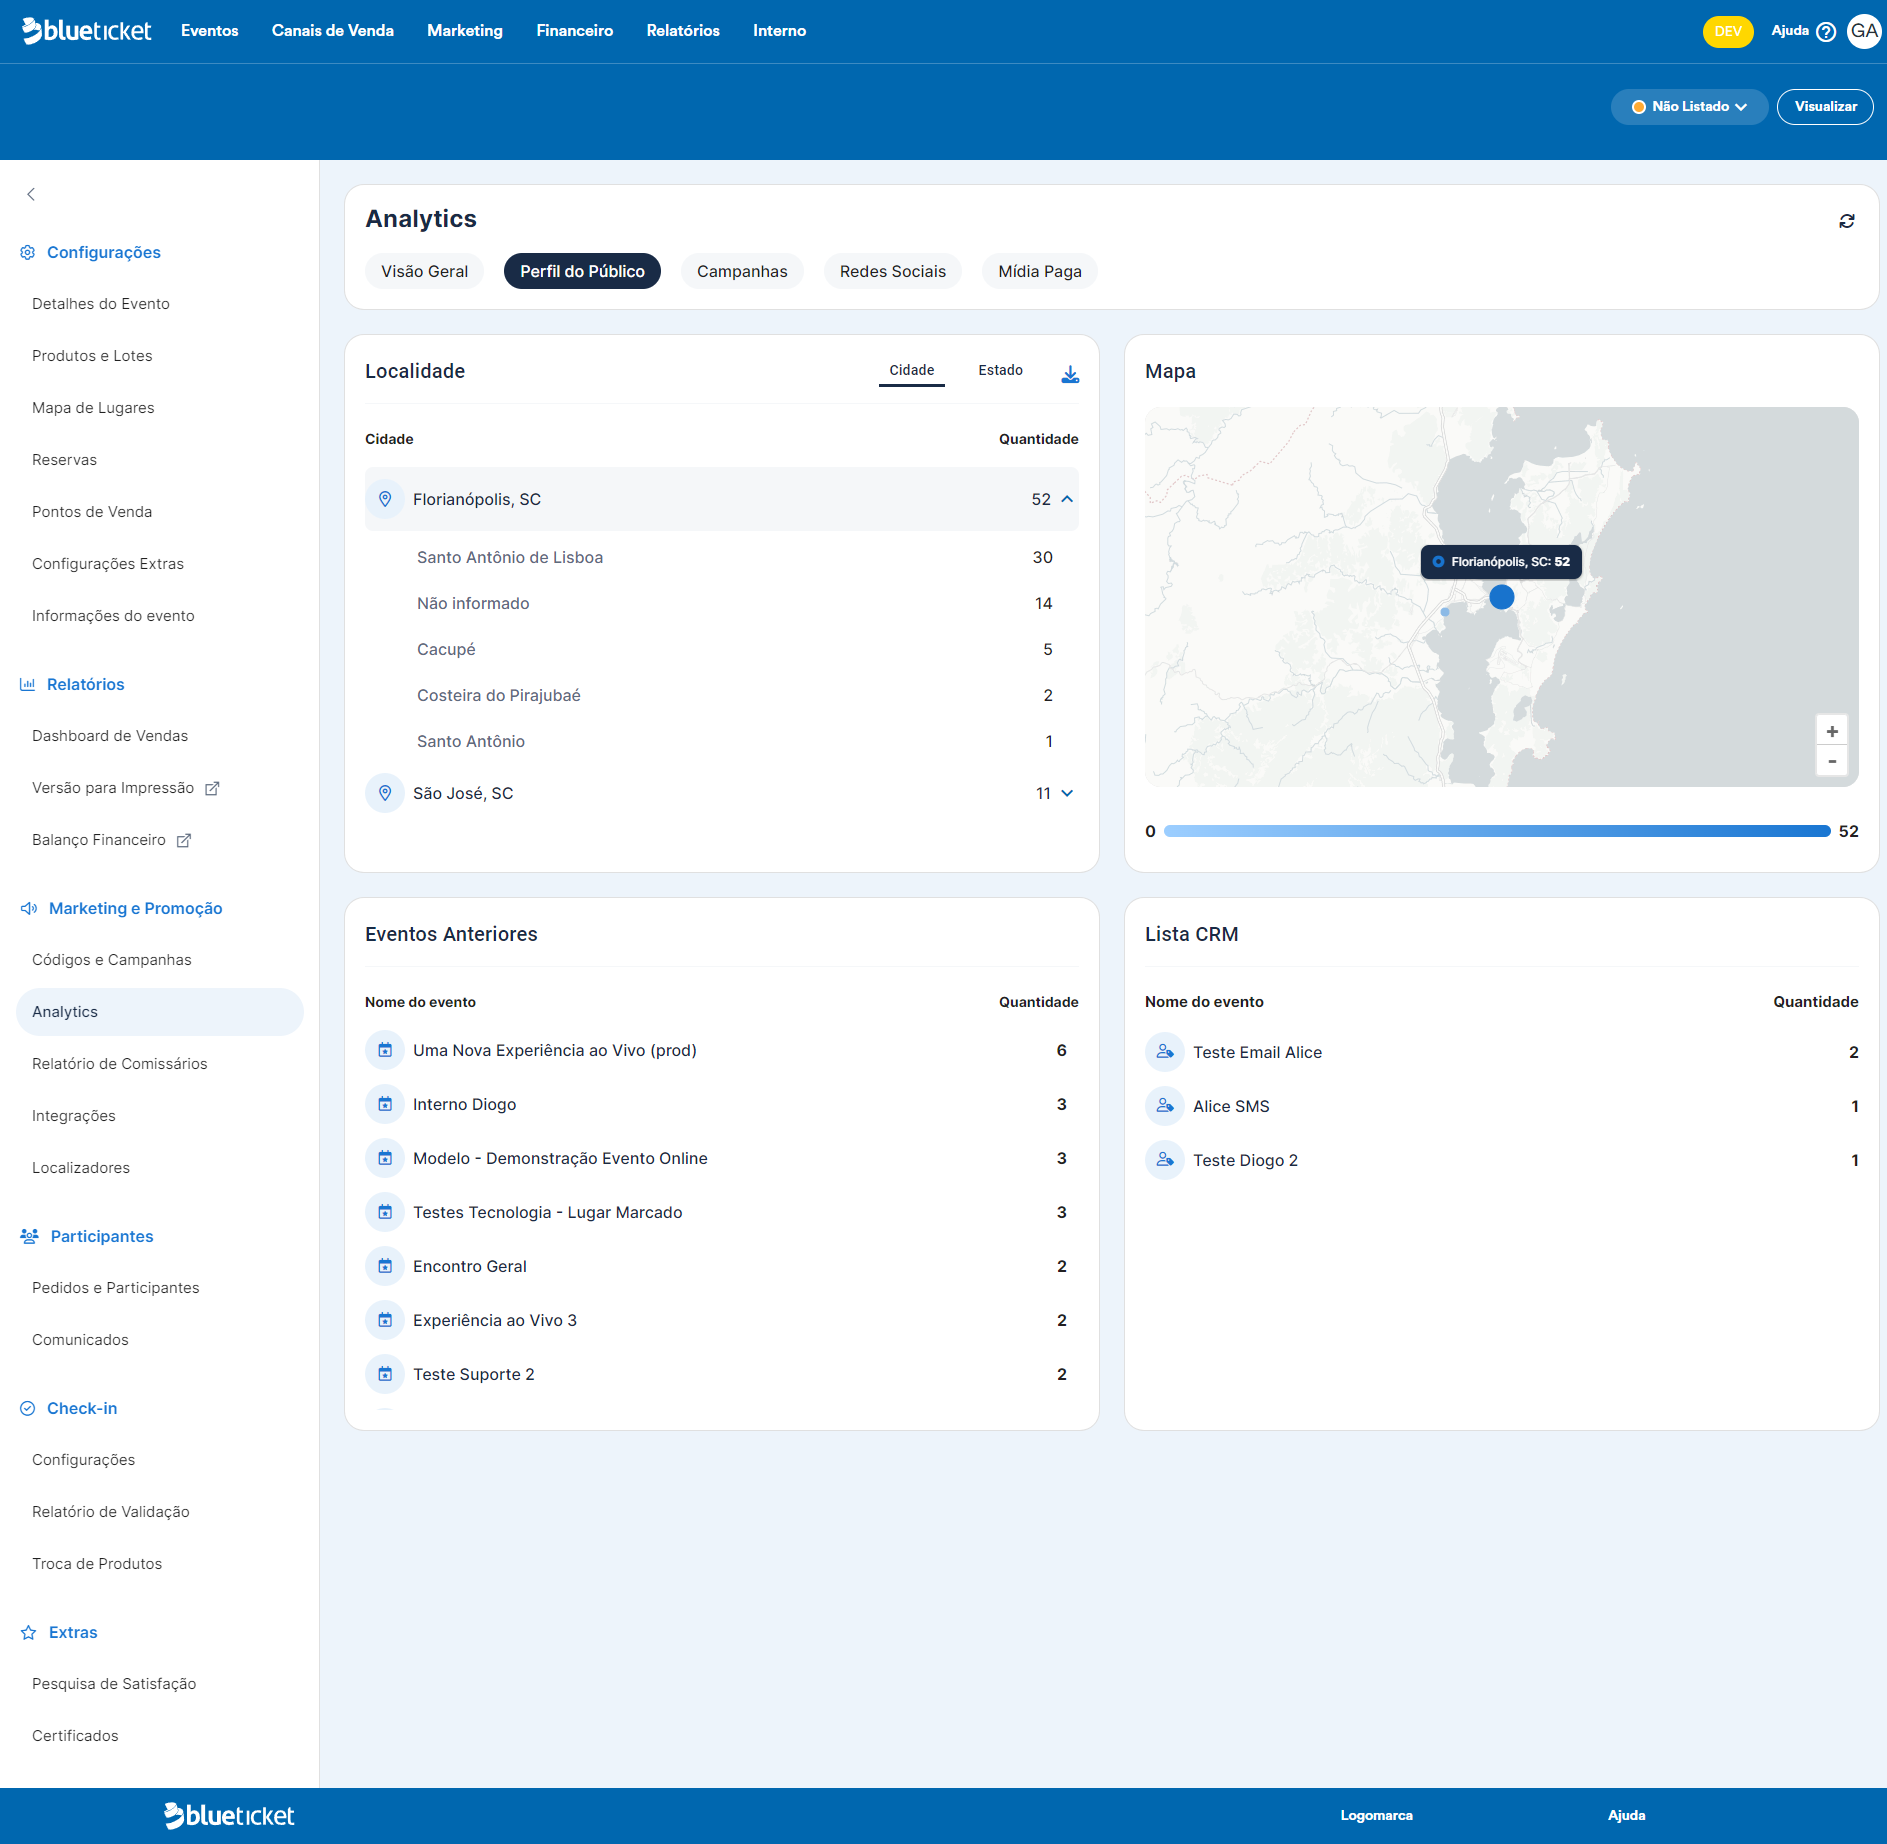 blueticket
Eventos
Canais de Venda
Marketing
Financeiro
Relatórios
Interno
DEV
Ajuda
GA
Não Listado
Visualizar
Configurações
Detalhes do Evento
Produtos e Lotes
Mapa de Lugares
Reservas
Pontos de Venda
Configurações Extras
Informações do evento
Relatórios
Dashboard de Vendas
Versão para Impressão
Balanço Financeiro
Marketing e Promoção
Códigos e Campanhas
Analytics
Relatório de Comissários
Integrações
Localizadores
Participantes
Pedidos e Participantes
Comunicados
Check-in
Configurações
Relatório de Validação
Troca de Produtos
Extras
Pesquisa de Satisfação
Certificados
Analytics
Visão Geral
Perfil do Público
Campanhas
Redes Sociais
Mídia Paga
Localidade
Cidade
Estado
Cidade Quantidade
Florianópolis, SC 52
Santo Antônio de Lisboa 30
Não informado 14
Cacupé 5
Costeira do Pirajubaé 2
Santo Antônio 1
São José, SC 11
Mapa
Florianópolis, SC: 52
+
-
0 52
Eventos Anteriores
Nome do evento Quantidade
Uma Nova Experiência ao Vivo (prod) 6
Interno Diogo 3
Modelo - Demonstração Evento Online 3
Testes Tecnologia - Lugar Marcado 3
Encontro Geral 2
Experiência ao Vivo 3 2
Teste Suporte 2 2
Lista CRM
Nome do evento Quantidade
Teste Email Alice 2
Alice SMS 1
Teste Diogo 2 1
blueticket
Logomarca
Ajuda